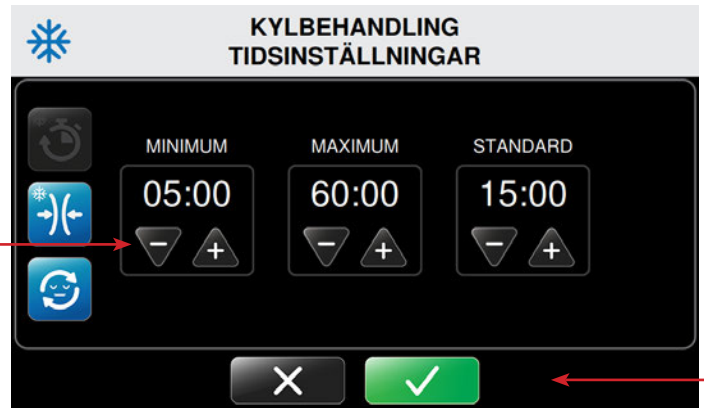 KYLBEHANDLING
TIDSINSTÄLLNINGAR
MINIMUM MAXIMUM STANDARD
05:00 60:00 15:00